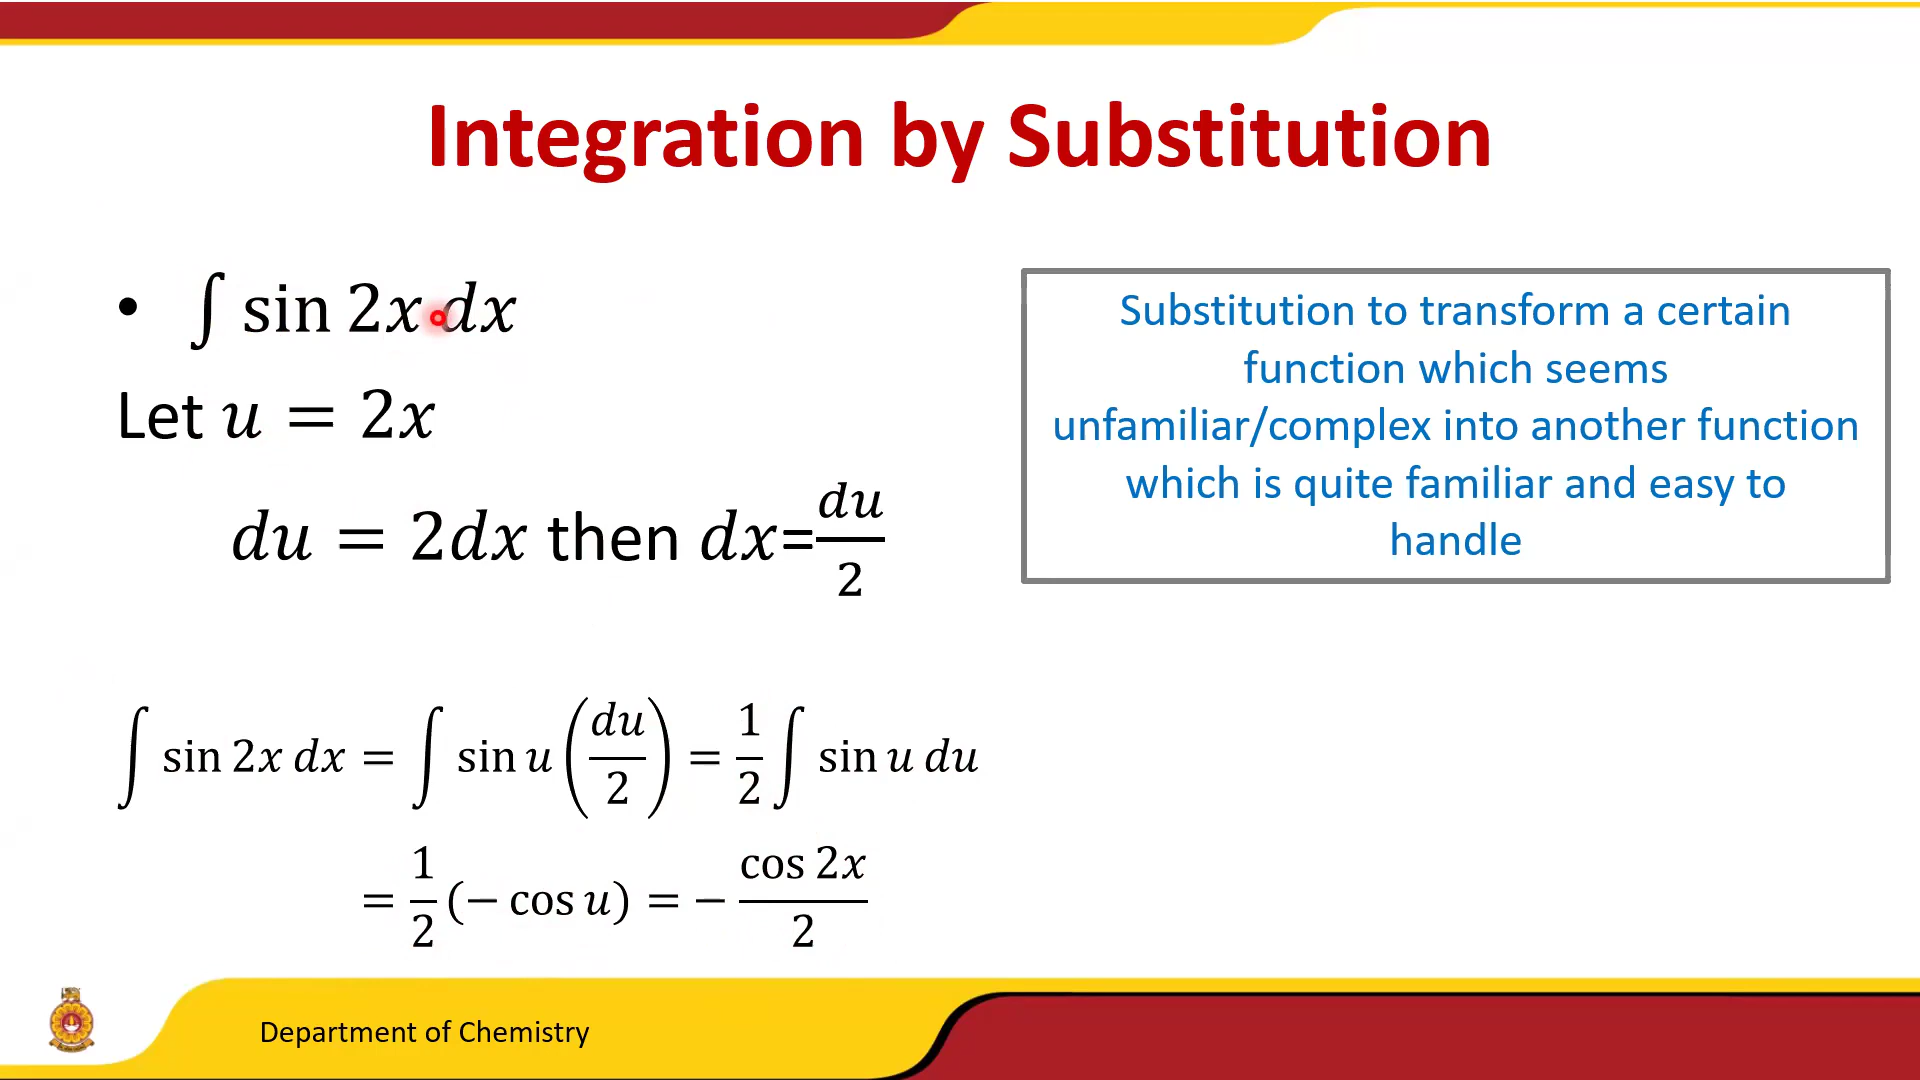 Integration by Substitution
• ∫ sin 2x dx
Let u = 2x
du = 2dx then dx=du/2
∫ sin 2x dx = ∫ sin u (du/2) = 1/2 ∫ sin u du
= 1/2 (− cos u) = − cos 2x/2
Substitution to transform a certain
function which seems
unfamiliar/complex into another function
which is quite familiar and easy to
handle
Department of Chemistry